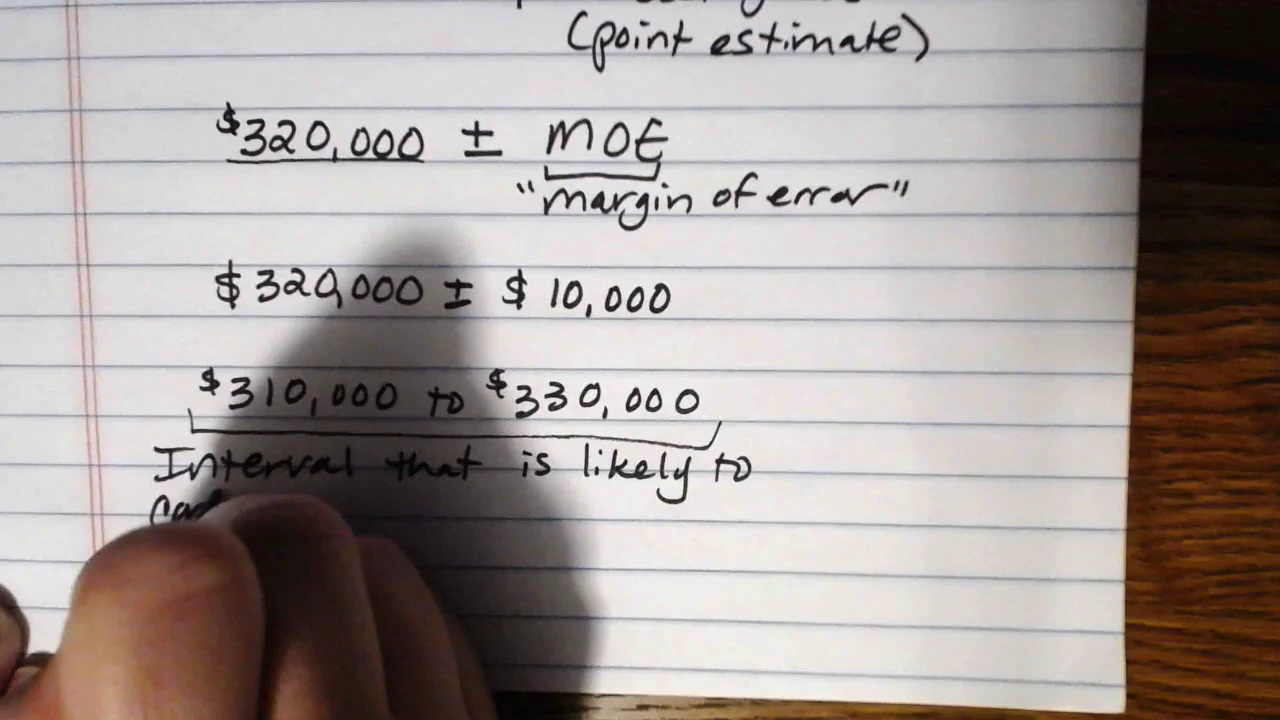 (point estimate)
$320,000 ± MOE
"margin of error"
$320,000 ± $10,000
$310,000 to $330,000
Interval that is likely to